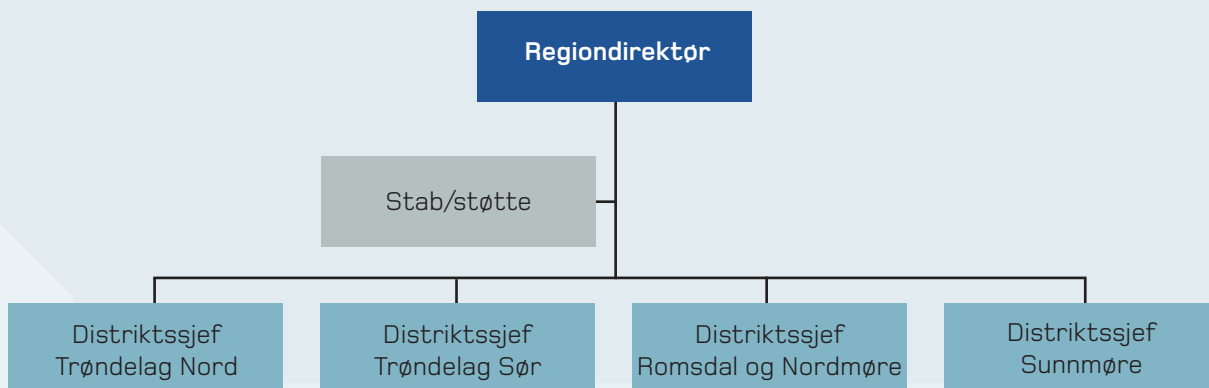 Regiondirektør
Stab/støtte
Distriktssjef
Trøndelag Nord
Distriktssjef
Trøndelag Sør
Distriktssjef
Romsdal og Nordmøre
Distriktssjef
Sunnmøre